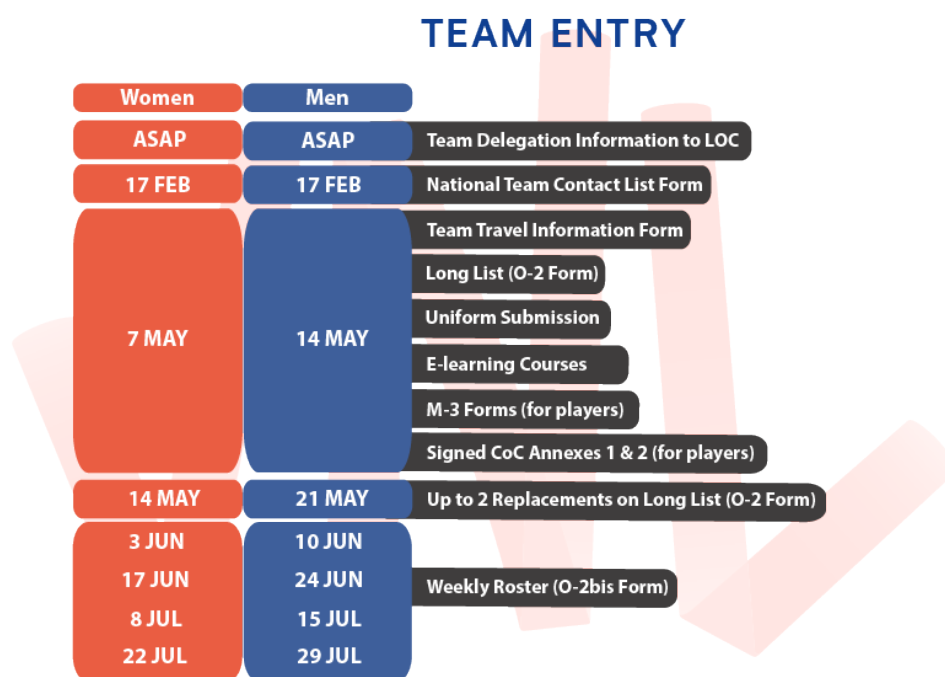 TEAM ENTRY
Women Men
ASAP ASAP Team Delegation Information to LOC
17 FEB 17 FEB National Team Contact List Form
Team Travel Information Form
Long List (O-2 Form)
Uniform Submission
7 MAY 14 MAY
E-learning Courses
M-3 Forms (for players)
Signed CoC Annexes 1 & 2 (for players)
14 MAY 21 MAY Up to 2 Replacements on Long List (O-2 Form)
3 JUN 10 JUN
17 JUN 24 JUN Weekly Roster (O-2bis Form)
8 JUL 15 JUL
22 JUL 29 JUL